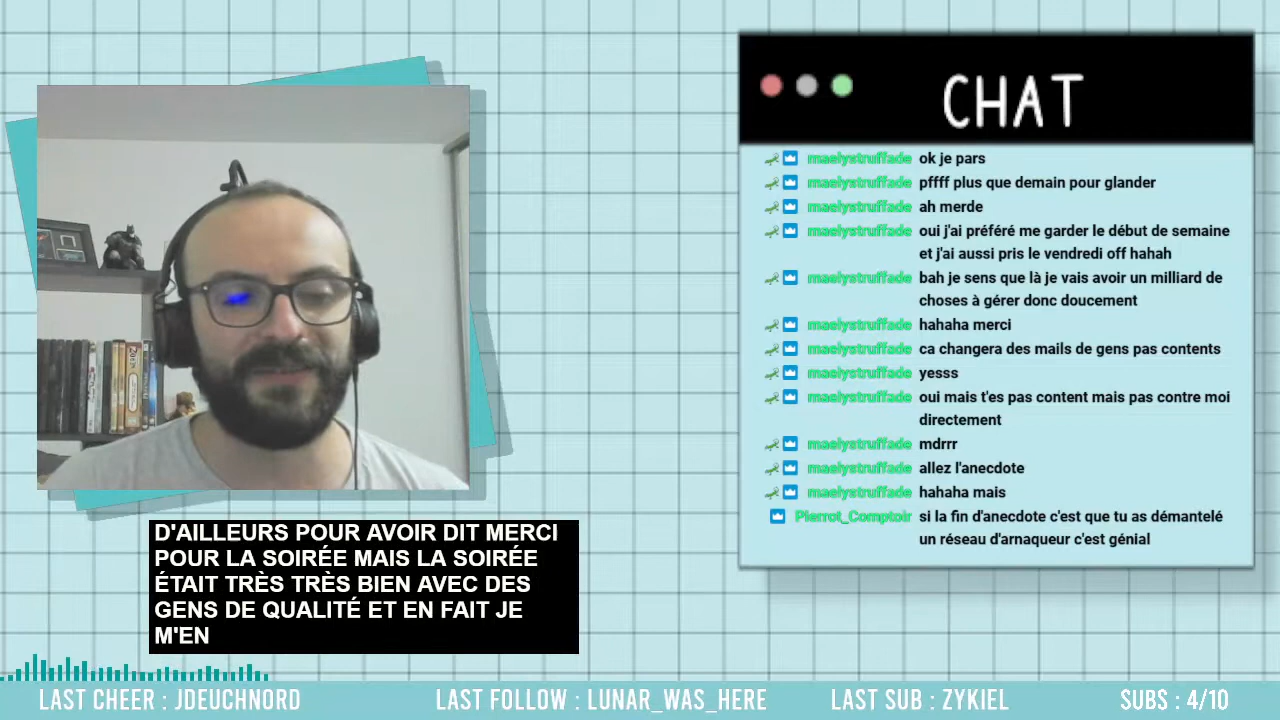 CHAT
maelystruffade ok je pars
maelystruffade pffff plus que demain pour glander
maelystruffade ah merde
maelystruffade oui j'ai préféré me garder le début de semaine
et j'ai aussi pris le vendredi off hahah
maelystruffade bah je sens que là je vais avoir un milliard de
choses à gérer donc doucement
maelystruffade hahaha merci
maelystruffade ca changera des mails de gens pas contents
maelystruffade yesss
maelystruffade oui mais t'es pas content mais pas contre moi
directement
maelystruffade mdrrr
maelystruffade allez l'anecdote
maelystruffade hahaha mais
Pierrot_Comptoir si la fin d'anecdote c'est que tu as démantelé
un réseau d'arnaqueur c'est génial
D'AILLEURS POUR AVOIR DIT MERCI
POUR LA SOIRÉE MAIS LA SOIRÉE
ÉTAIT TRÈS TRÈS BIEN AVEC DES
GENS DE QUALITÉ ET EN FAIT JE
M'EN
LAST CHEER : JDEUCHNORD LAST FOLLOW : LUNAR_WAS_HERE LAST SUB : ZYKIEL SUBS : 4/10